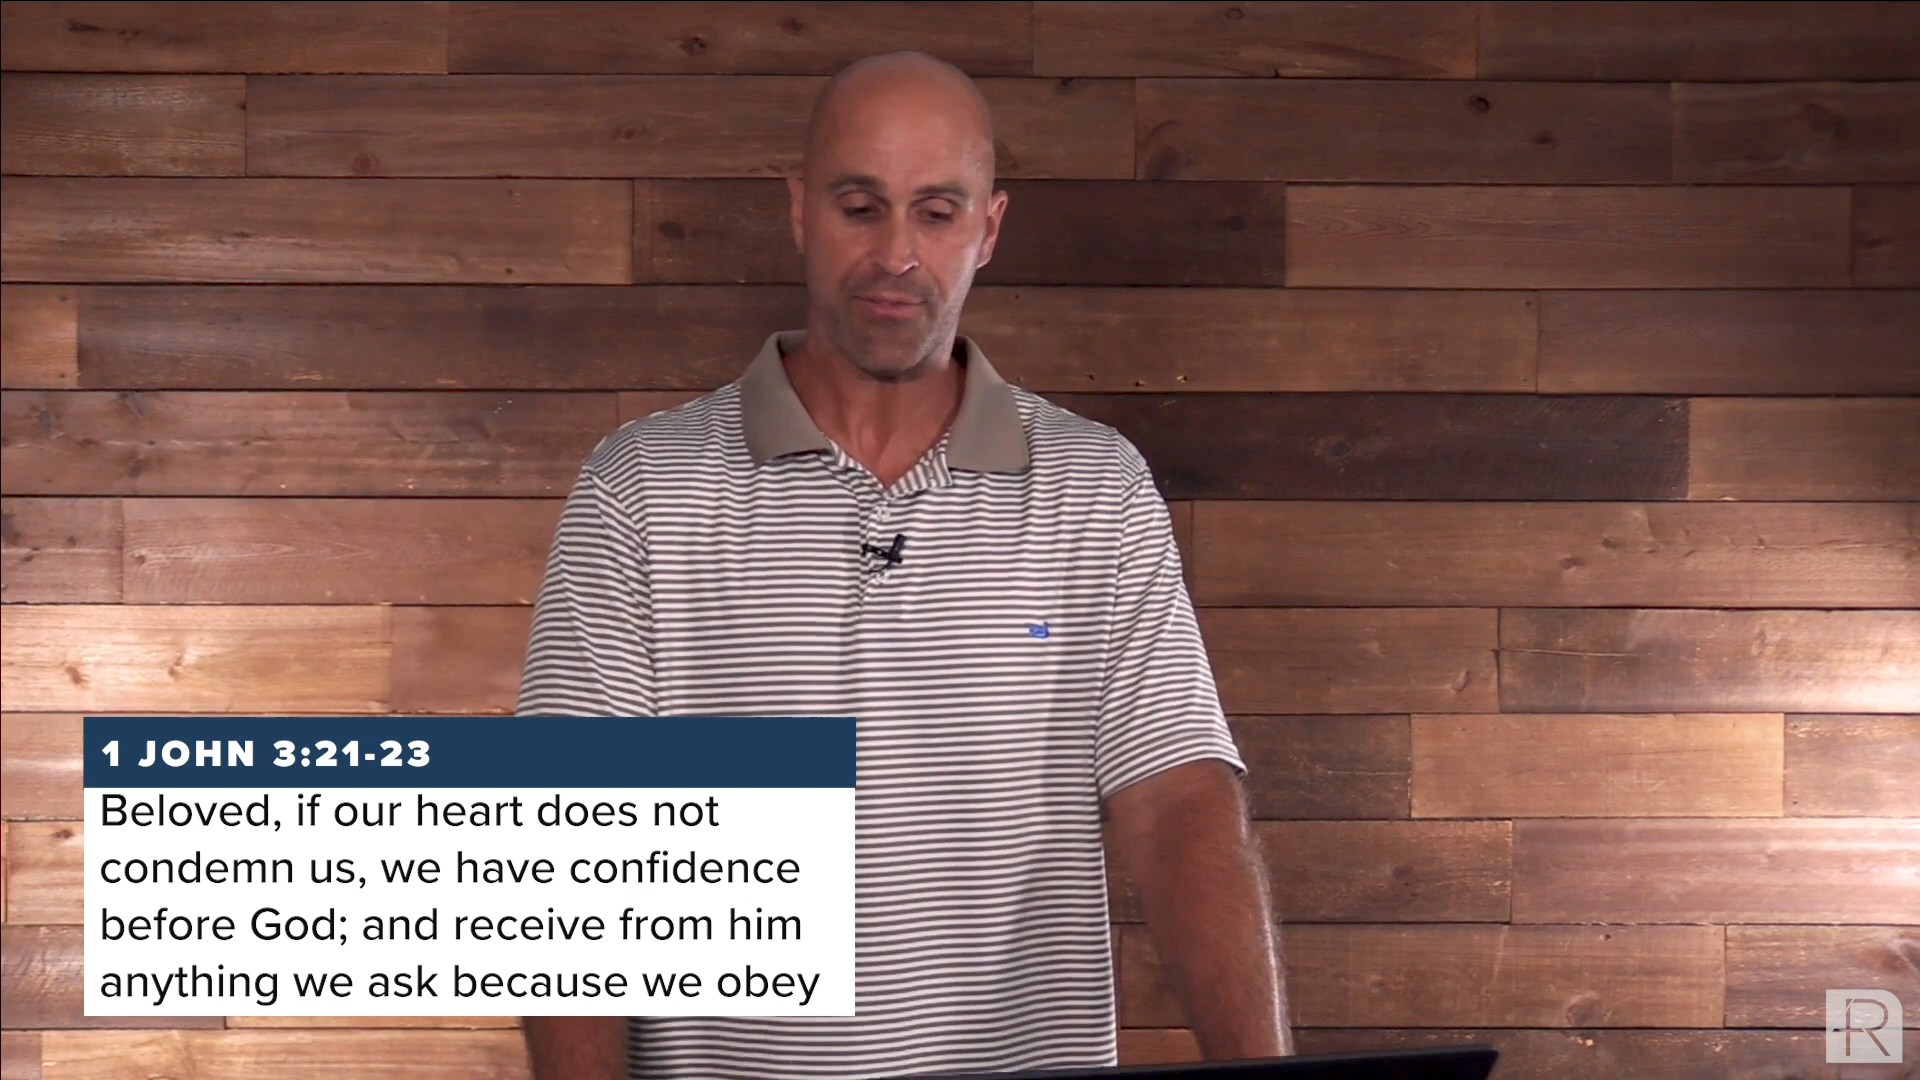 1 JOHN 3:21-23
Beloved, if our heart does not
condemn us, we have confidence
before God; and receive from him
anything we ask because we obey
R